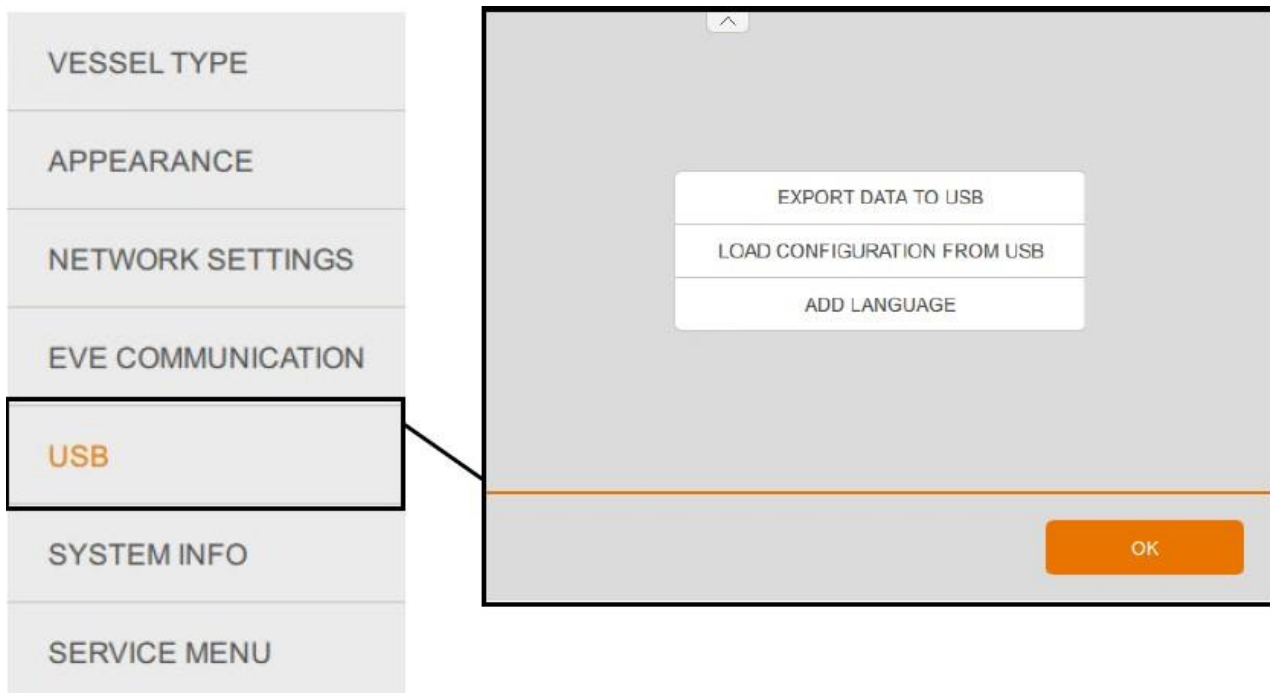 VESSEL TYPE
APPEARANCE
NETWORK SETTINGS
EVE COMMUNICATION
USB
SYSTEM INFO
SERVICE MENU
EXPORT DATA TO USB
LOAD CONFIGURATION FROM USB
ADD LANGUAGE
OK